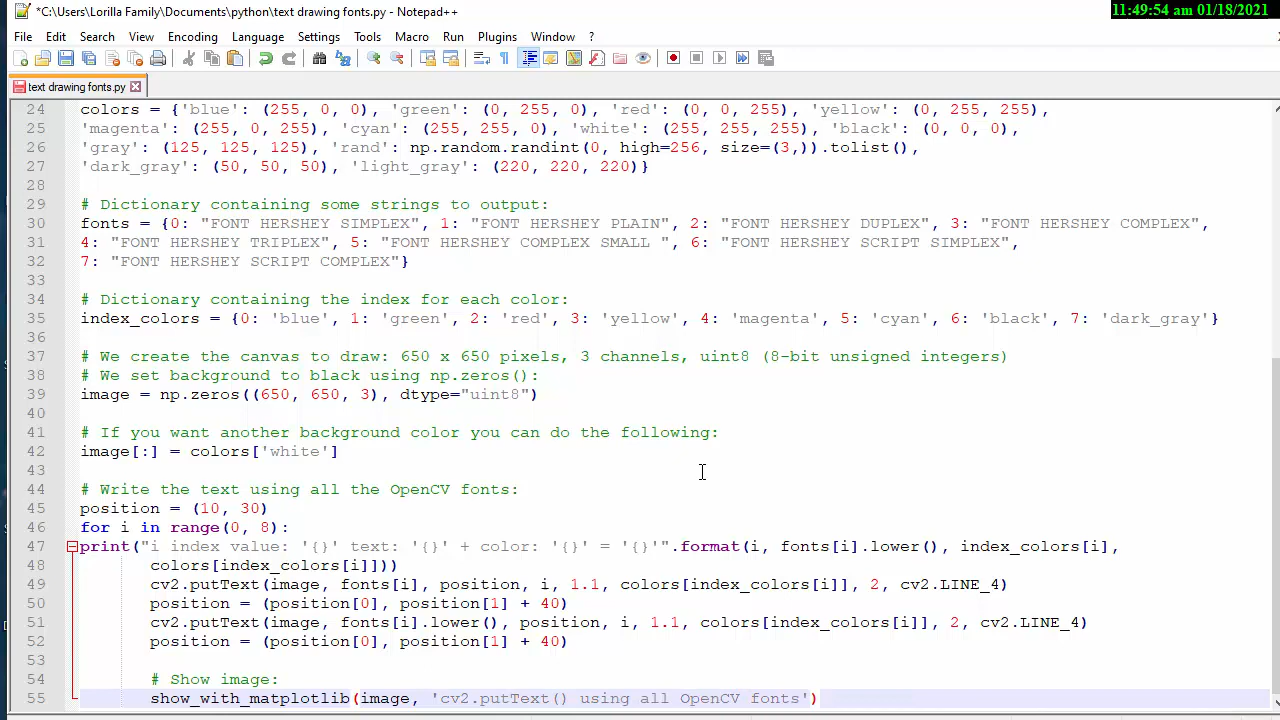 *C:\Users\Lorilla Family\Documents\python\text drawing fonts.py - Notepad++
11:49:54 am 01/18/2021
File Edit Search View Encoding Language Settings Tools Macro Run Plugins Window ?
text drawing fonts.py
24 colors = {'blue': (255, 0, 0), 'green': (0, 255, 0), 'red': (0, 0, 255), 'yellow': (0, 255, 255),
25 'magenta': (255, 0, 255), 'cyan': (255, 255, 0), 'white': (255, 255, 255), 'black': (0, 0, 0),
26 'gray': (125, 125, 125), 'rand': np.random.randint(0, high=256, size=(3,)).tolist(),
27 'dark_gray': (50, 50, 50), 'light_gray': (220, 220, 220)}
28
29 # Dictionary containing some strings to output:
30 fonts = {0: "FONT HERSHEY SIMPLEX", 1: "FONT HERSHEY PLAIN", 2: "FONT HERSHEY DUPLEX", 3: "FONT HERSHEY COMPLEX",
31 4: "FONT HERSHEY TRIPLEX", 5: "FONT HERSHEY COMPLEX SMALL ", 6: "FONT HERSHEY SCRIPT SIMPLEX",
32 7: "FONT HERSHEY SCRIPT COMPLEX"}
33
34 # Dictionary containing the index for each color:
35 index_colors = {0: 'blue', 1: 'green', 2: 'red', 3: 'yellow', 4: 'magenta', 5: 'cyan', 6: 'black', 7: 'dark_gray'}
36
37 # We create the canvas to draw: 650 x 650 pixels, 3 channels, uint8 (8-bit unsigned integers)
38 # We set background to black using np.zeros():
39 image = np.zeros((650, 650, 3), dtype="uint8")
40
41 # If you want another background color you can do the following:
42 image[:] = colors['white']
43
44 # Write the text using all the OpenCV fonts:
45 position = (10, 30)
46 for i in range(0, 8):
47 print("i index value: '{}' text: '{}' + color: '{}' = '{}'".format(i, fonts[i].lower(), index_colors[i],
48 colors[index_colors[i]]))
49 cv2.putText(image, fonts[i], position, i, 1.1, colors[index_colors[i]], 2, cv2.LINE_4)
50 position = (position[0], position[1] + 40)
51 cv2.putText(image, fonts[i].lower(), position, i, 1.1, colors[index_colors[i]], 2, cv2.LINE_4)
52 position = (position[0], position[1] + 40)
53
54 # Show image:
55 show_with_matplotlib(image, 'cv2.putText() using all OpenCV fonts')